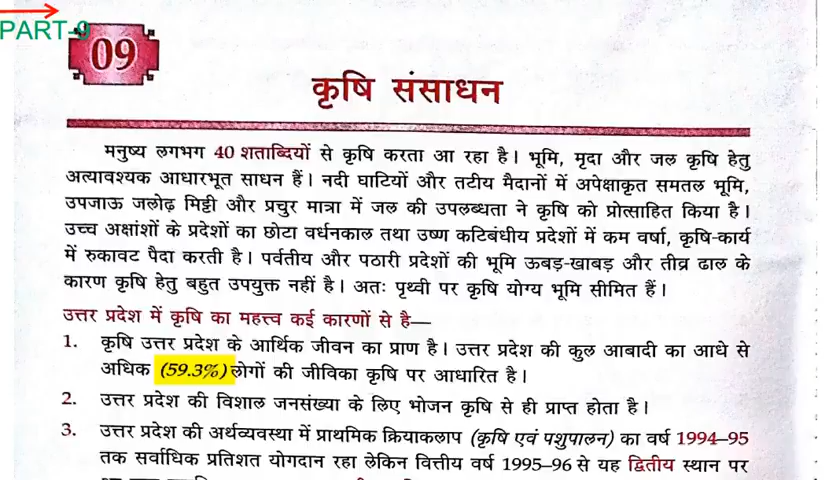 PART-9
09
कृषि संसाधन
मनुष्य लगभग 40 शताब्दियों से कृषि करता आ रहा है। भूमि, मृदा और जल कृषि हेतु
अत्यावश्यक आधारभूत साधन हैं। नदी घाटियों और तटीय मैदानों में अपेक्षाकृत समतल भूमि,
उपजाऊ जलोढ़ मिट्टी और प्रचुर मात्रा में जल की उपलब्धता ने कृषि को प्रोत्साहित किया है।
उच्च अक्षांशों के प्रदेशों का छोटा वर्धनकाल तथा उष्ण कटिबंधीय प्रदेशों में कम वर्षा, कृषि-कार्य
में रुकावट पैदा करती है। पर्वतीय और पठारी प्रदेशों की भूमि ऊबड़-खाबड़ और तीव्र ढाल के
कारण कृषि हेतु बहुत उपयुक्त नहीं है। अतः पृथ्वी पर कृषि योग्य भूमि सीमित हैं।
उत्तर प्रदेश में कृषि का महत्त्व कई कारणों से है—
1. कृषि उत्तर प्रदेश के आर्थिक जीवन का प्राण है। उत्तर प्रदेश की कुल आबादी का आधे से
अधिक (59.3%) लोगों की जीविका कृषि पर आधारित है।
2. उत्तर प्रदेश की विशाल जनसंख्या के लिए भोजन कृषि से ही प्राप्त होता है।
3. उत्तर प्रदेश की अर्थव्यवस्था में प्राथमिक क्रियाकलाप (कृषि एवं पशुपालन) का वर्ष 1994–95
तक सर्वाधिक प्रतिशत योगदान रहा लेकिन वित्तीय वर्ष 1995–96 से यह द्वितीय स्थान पर